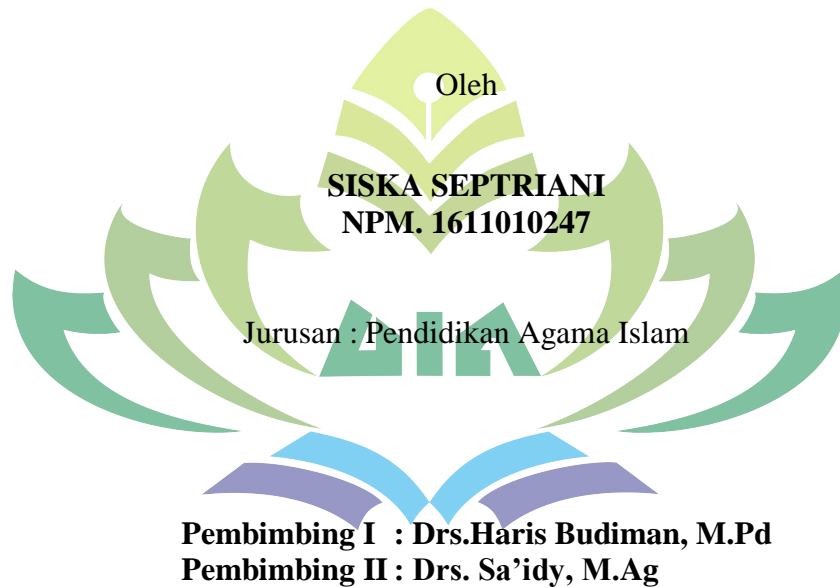 Oleh
SISKA SEPTRIANI
NPM. 1611010247
Jurusan : Pendidikan Agama Islam
Pembimbing I : Drs.Haris Budiman, M.Pd
Pembimbing II : Drs. Sa’idy, M.Ag